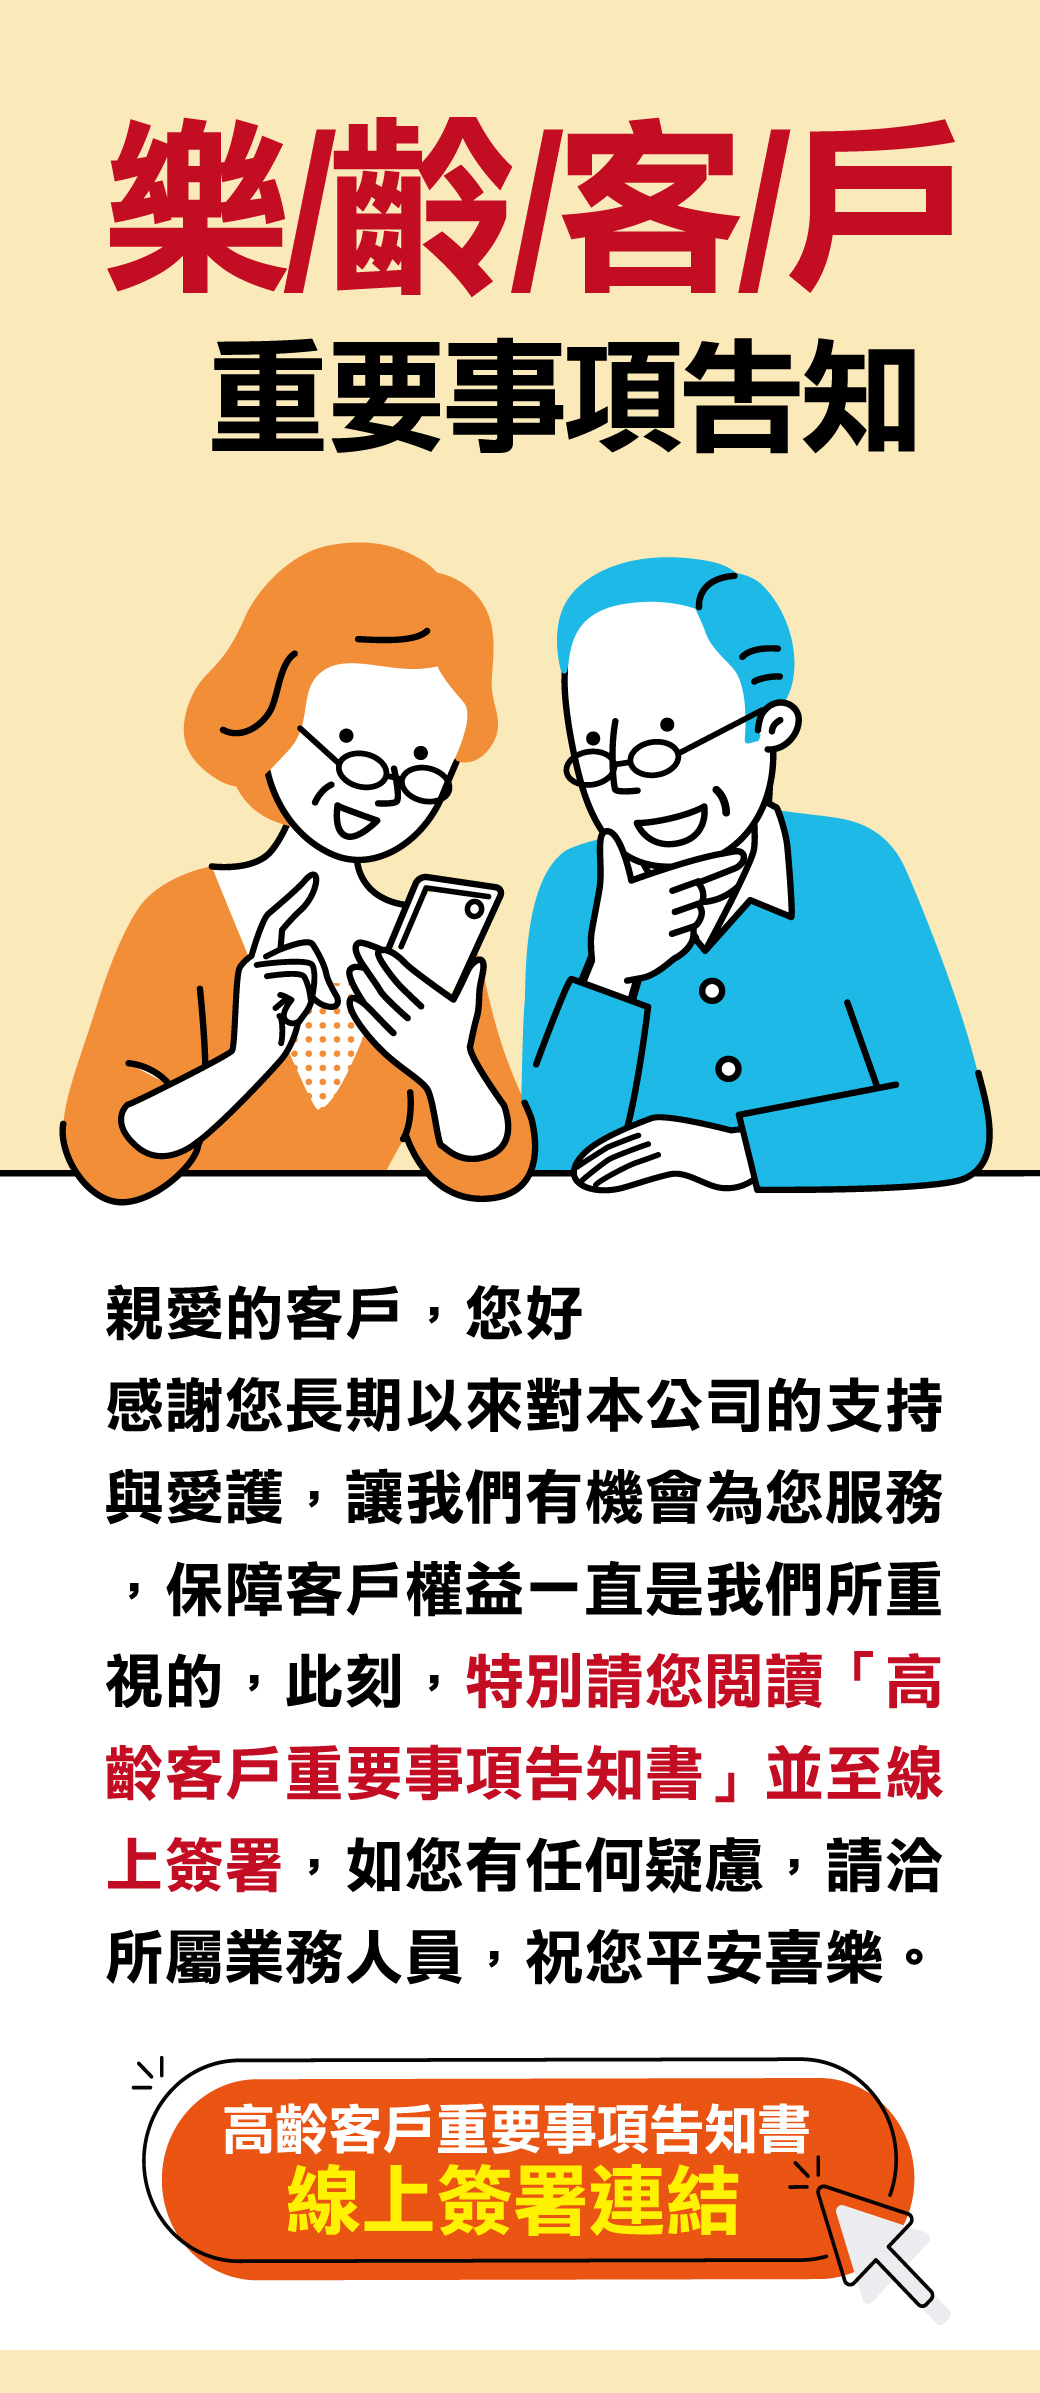 樂/齡/客/戶
重要事項告知
親愛的客戶，您好
感謝您長期以來對本公司的支持
與愛護，讓我們有機會為您服務
，保障客戶權益一直是我們所重
視的，此刻，特別請您閱讀「高
齡客戶重要事項告知書」並至線
上簽署，如您有任何疑慮，請洽
所屬業務人員，祝您平安喜樂。
高齡客戶重要事項告知書
線上簽署連結